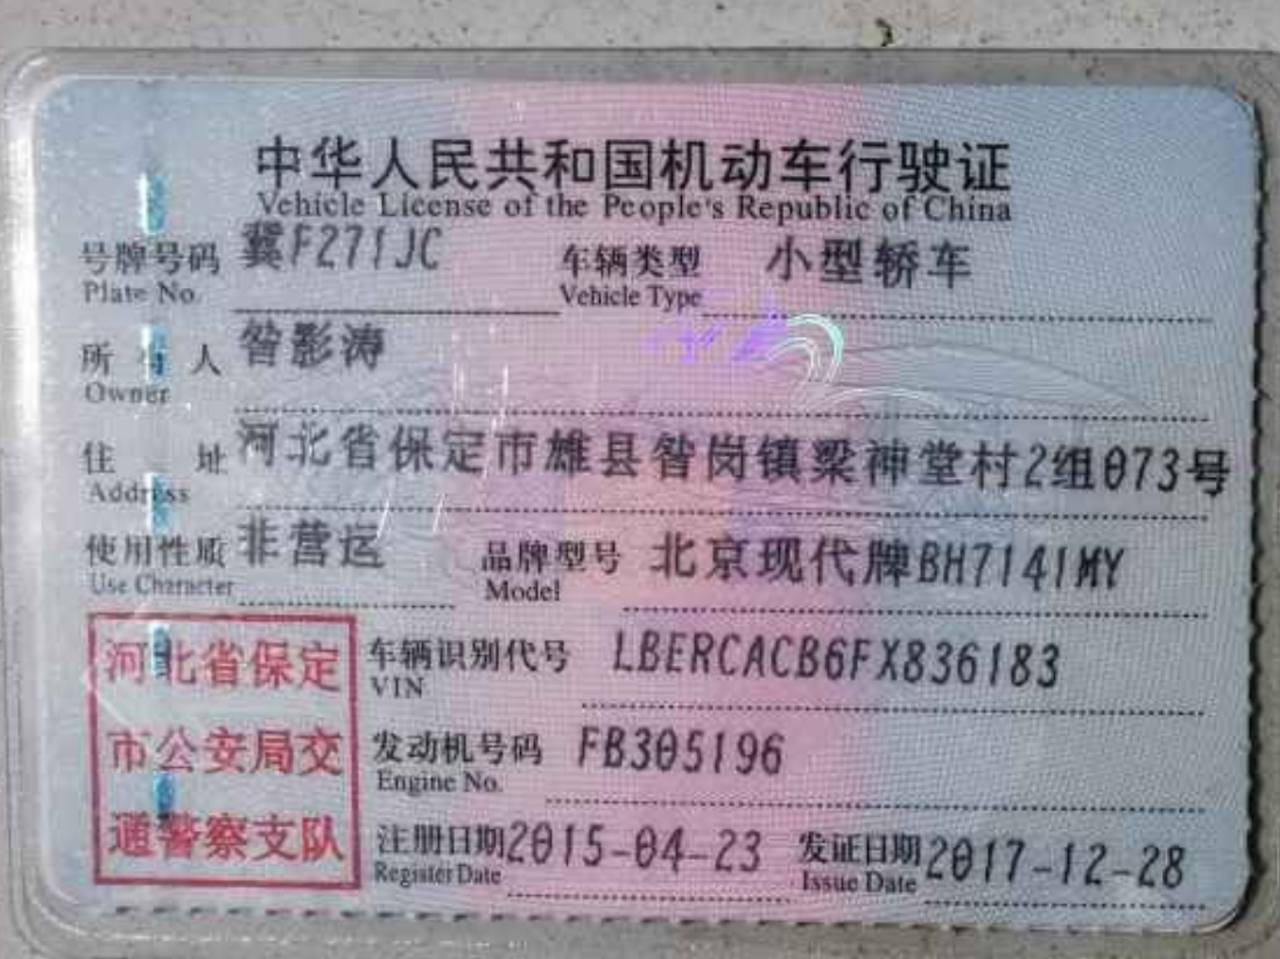 中华人民共和国机动车行驶证
Vehicle License of the People's Republic of China
号牌号码 冀F271JC 车辆类型 小型轿车
Plate No. Vehicle Type
所有人 昝影涛
Owner
住址 河北省保定市雄县昝岗镇梁神堂村2组073号
Address
使用性质 非营运 品牌型号 北京现代牌BH7141MY
Use Character Model
河北省保定
市公安局交
通警察支队
车辆识别代号 LBERCACB6FX836183
VIN
发动机号码 FB305196
Engine No.
注册日期 2015-04-23 发证日期 2017-12-28
Register Date Issue Date